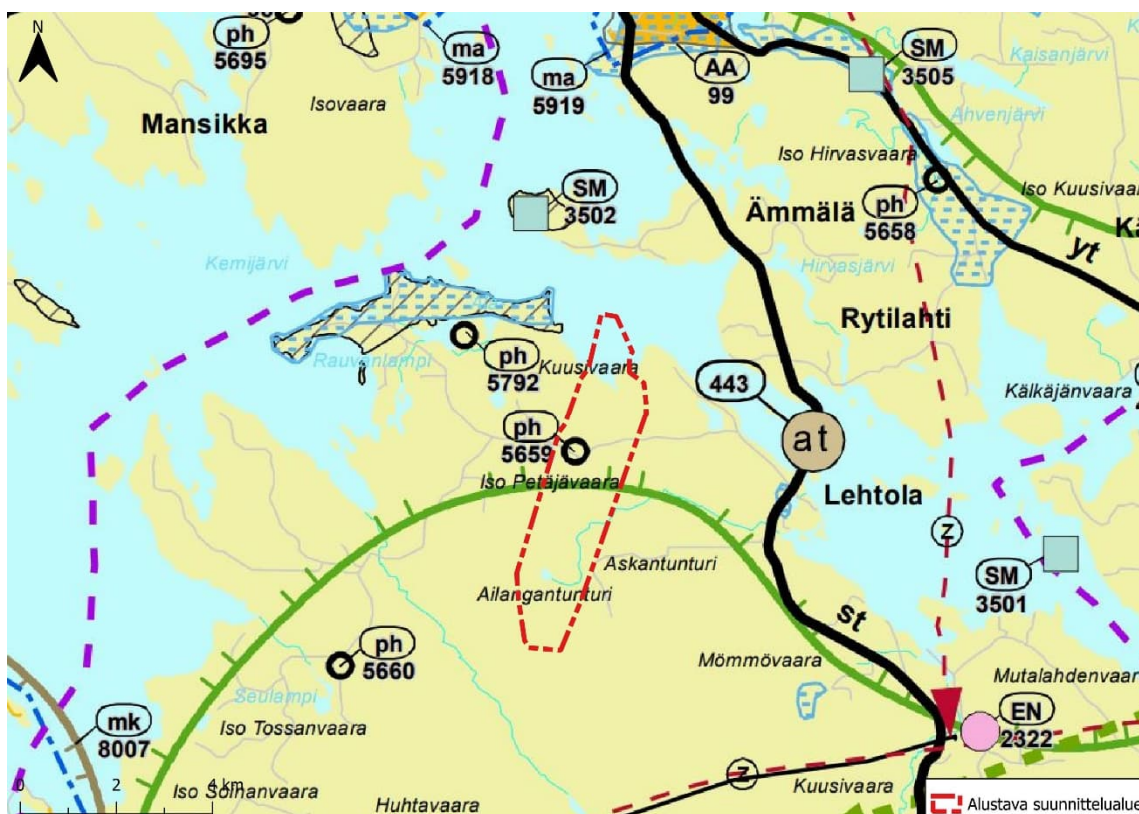 N
ph
5695
ma
5918
ma
5919
AA
99
SM
3505
Kaisanjärvi
Isovaara
Mansikka
Ahvenjärvi
Iso Hirvasvaara
SM
3502
Ämmälä
ph
5658
Iso Kuusivaar
Kä
yt
Kemijärvi
Hirvasjärvi
Rytilahti
Rauvanlampi
ph
5792
Kuusivaara
443
Kälkäjänvaara
at
ph
5659
Iso Petäjävaara
Lehtola
z
Askantunturi
Ailangantunturi
SM
3501
st
ph
5660
Mömmövaara
Mutalahdenvaar
Seulampi
mk
8007
Iso Tossanvaara
EN
2322
z
Kuusivaara
0 2 4 km
Iso Somanvaara
Huhtavaara
Alustava suunnittelualue